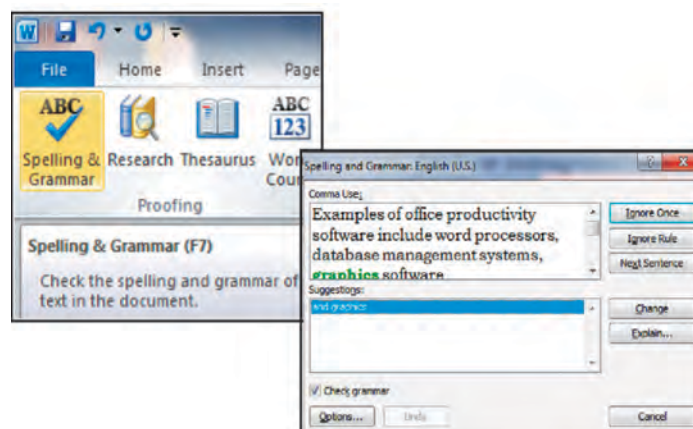 W
File Home Insert Page
ABC ABC
123
Spelling & Grammar Research Thesaurus Wor
Cour
Proofing
Spelling & Grammar (F7)
Check the spelling and grammar of
text in the document.
Spelling and Grammar: English (U.S.)
Comma Use:
Examples of office productivity
software include word processors,
database management systems,
graphics software
Ignore Once
Ignore Rule
Next Sentence
Suggestions:
and graphics
Change
Explain...
Check grammar
Options... Undo Cancel